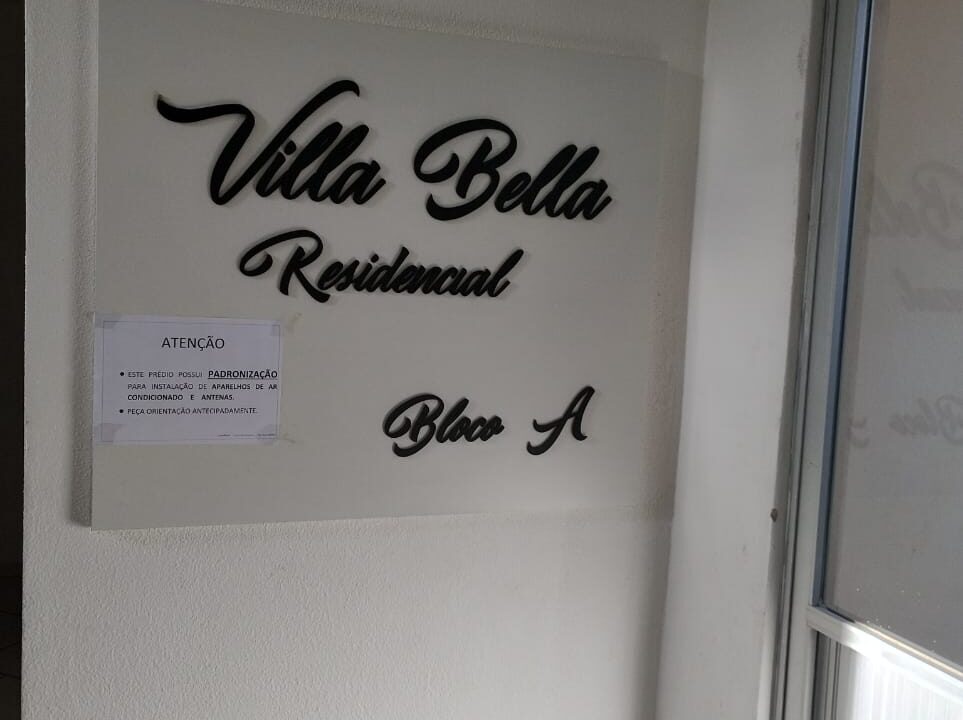 Villa Bella
Residencial
ATENÇÃO
• ESTE PRÉDIO POSSUI PADRONIZAÇÃO
PARA INSTALAÇÃO DE APARELHOS DE AR
CONDICIONADO E ANTENAS.
• PEÇA ORIENTAÇÃO ANTECIPADAMENTE.
Bloco A